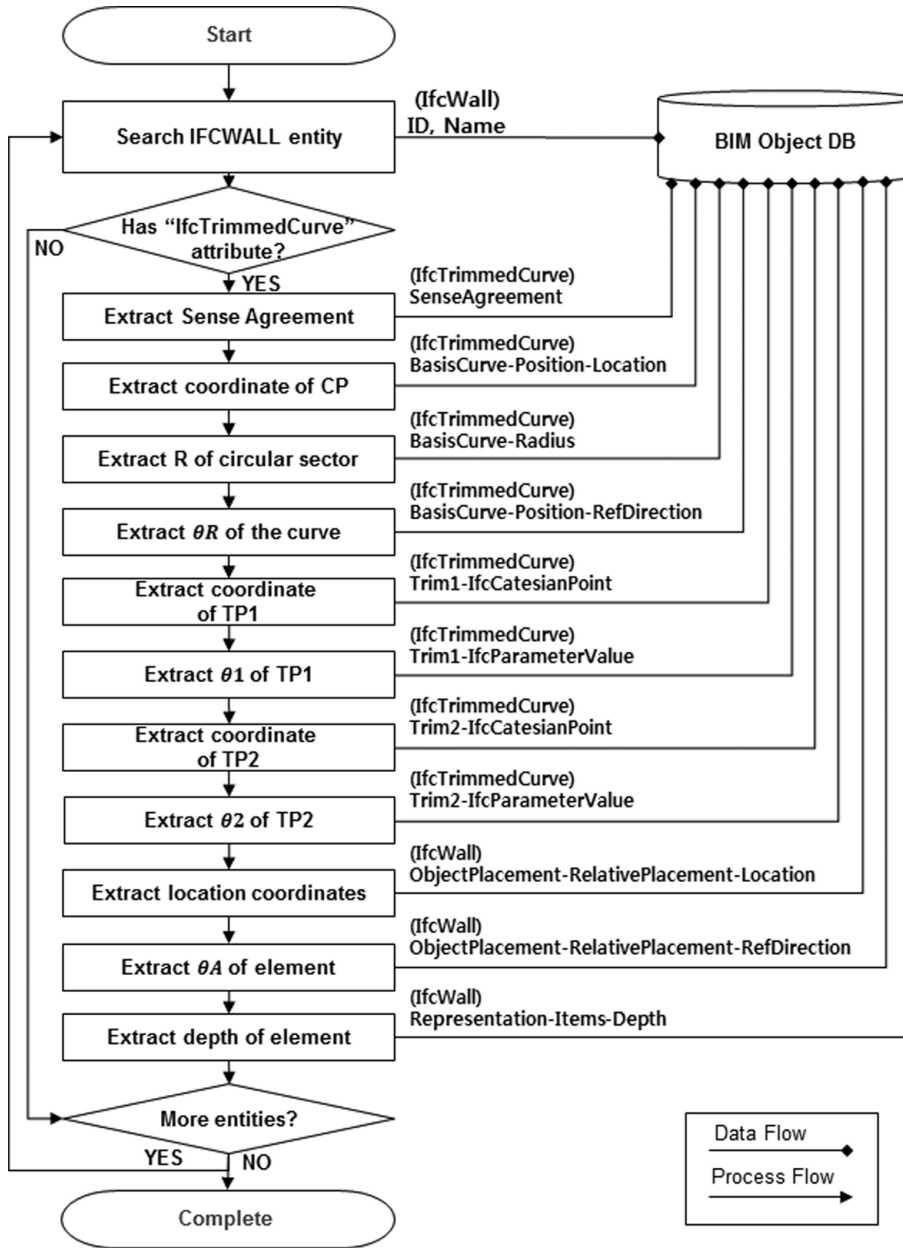 Start
Search IFCWALL entity
(IfcWall)
ID, Name
BIM Object DB
Has “IfcTrimmedCurve”
attribute?
NO
YES
Extract Sense Agreement
(IfcTrimmedCurve)
SenseAgreement
Extract coordinate of CP
(IfcTrimmedCurve)
BasisCurve-Position-Location
Extract R of circular sector
(IfcTrimmedCurve)
BasisCurve-Radius
Extract θR of the curve
(IfcTrimmedCurve)
BasisCurve-Position-RefDirection
Extract coordinate
of TP1
(IfcTrimmedCurve)
Trim1-IfcCatesianPoint
Extract θ1 of TP1
(IfcTrimmedCurve)
Trim1-IfcParameterValue
Extract coordinate
of TP2
(IfcTrimmedCurve)
Trim2-IfcCatesianPoint
Extract θ2 of TP2
(IfcTrimmedCurve)
Trim2-IfcParameterValue
Extract location coordinates
(IfcWall)
ObjectPlacement-RelativePlacement-Location
Extract θA of element
(IfcWall)
ObjectPlacement-RelativePlacement-RefDirection
Extract depth of element
(IfcWall)
Representation-Items-Depth
More entities?
YES
NO
Complete
Data Flow
Process Flow